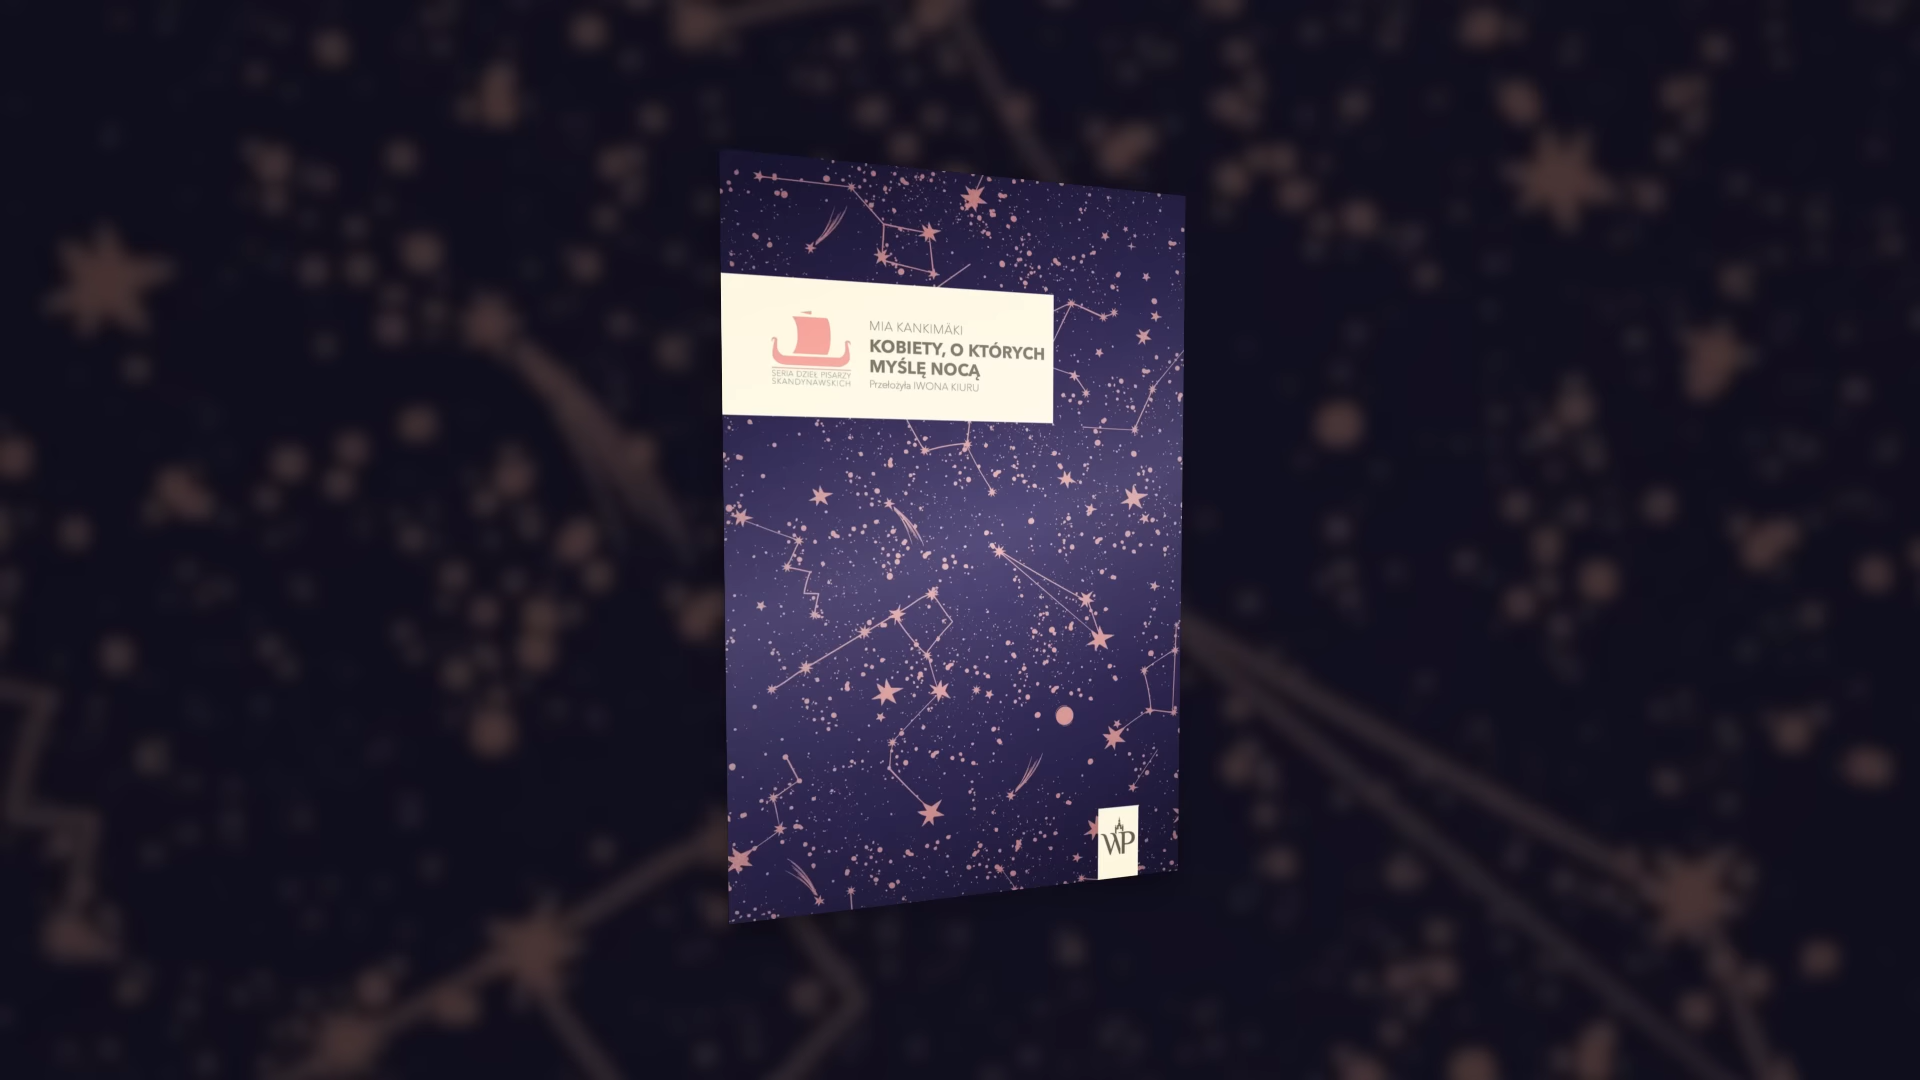 MIA KANKIMÄKI
KOBIETY, O KTÓRYCH
MYŚLĘ NOCĄ
Przełożyła IWONA KIURU
SERIA DZIEŁ PISARZY
SKANDYNAWSKICH
WP